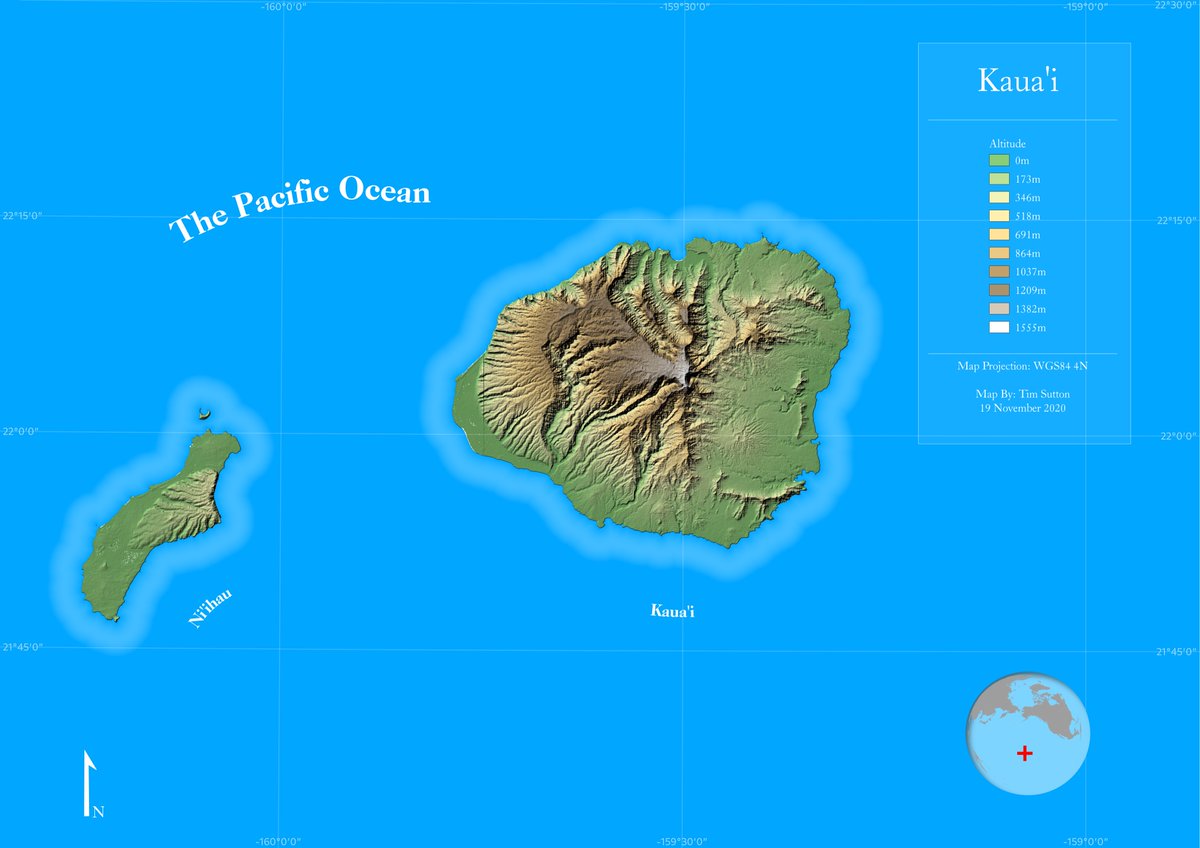 -160°0'0"
-159°30'0"
-159°0'0"
22°30'0"
Kaua'i
Altitude
0m
173m
346m
518m
691m
864m
1037m
1209m
1382m
1555m
Map Projection: WGS84 4N
Map By: Tim Sutton
19 November 2020
The Pacific Ocean
22°15'0"
22°15'0"
22°0'0"
22°0'0"
Ni'ihau
Kaua'i
21°45'0"
21°45'0"
N
-160°0'0"
-159°30'0"
-159°0'0"